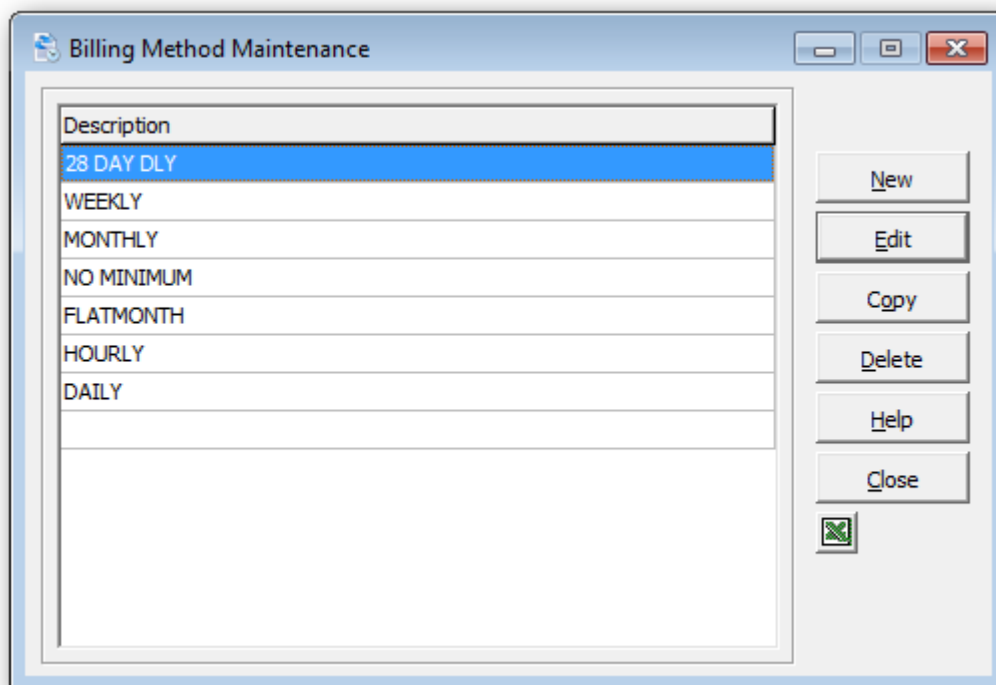 Billing Method Maintenance
Description
28 DAY DLY
WEEKLY
MONTHLY
NO MINIMUM
FLATMONTH
HOURLY
DAILY
New
Edit
Copy
Delete
Help
Close